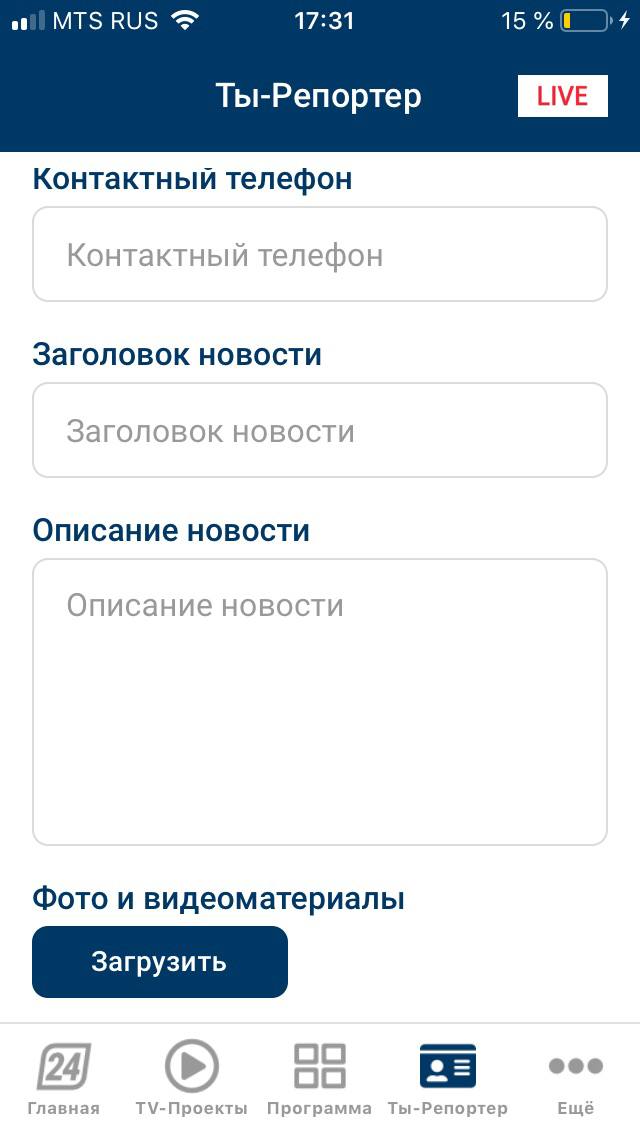 MTS RUS 17:31 15 %
Ты-Репортер LIVE
Контактный телефон
Контактный телефон
Заголовок новости
Заголовок новости
Описание новости
Описание новости
Фото и видеоматериалы
Загрузить
24
Главная TV-Проекты Программа Ты-Репортер Ещё